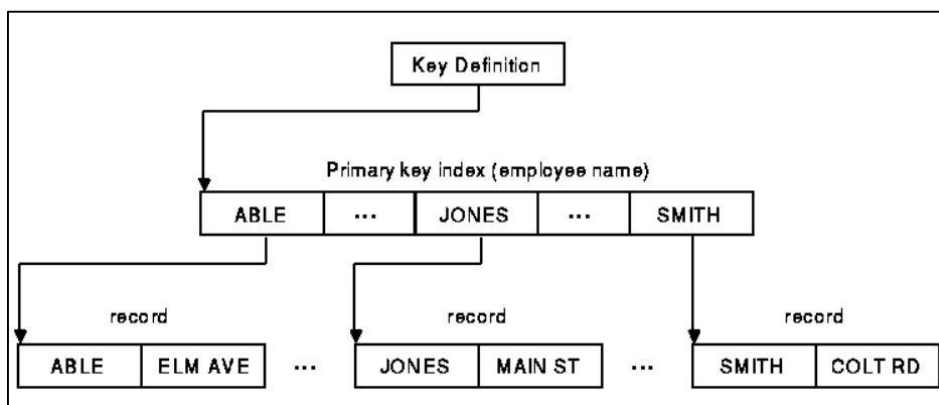 Key Definition
Primary key index (employee name)
ABLE ... JONES ... SMITH
record record record
ABLE ELM AVE ... JONES MAIN ST ... SMITH COLT RD